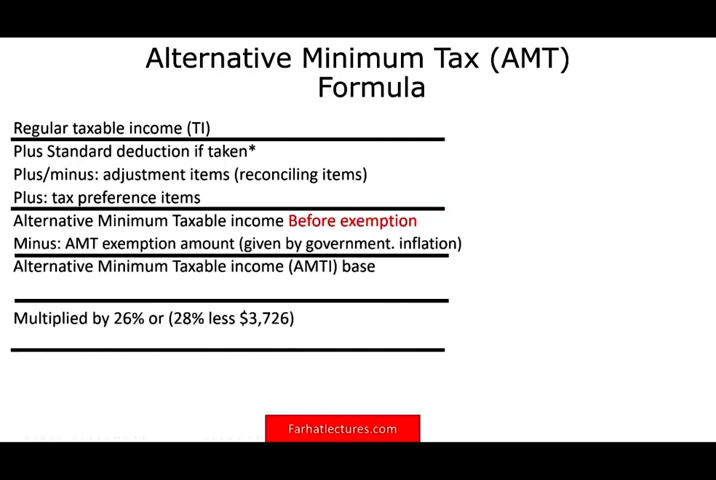 Alternative Minimum Tax (AMT)
Formula
Regular taxable income (TI)
Plus Standard deduction if taken*
Plus/minus: adjustment items (reconciling items)
Plus: tax preference items
Alternative Minimum Taxable income Before exemption
Minus: AMT exemption amount (given by government. inflation)
Alternative Minimum Taxable income (AMTI) base
Multiplied by 26% or (28% less $3,726)
Farhatlectures.com